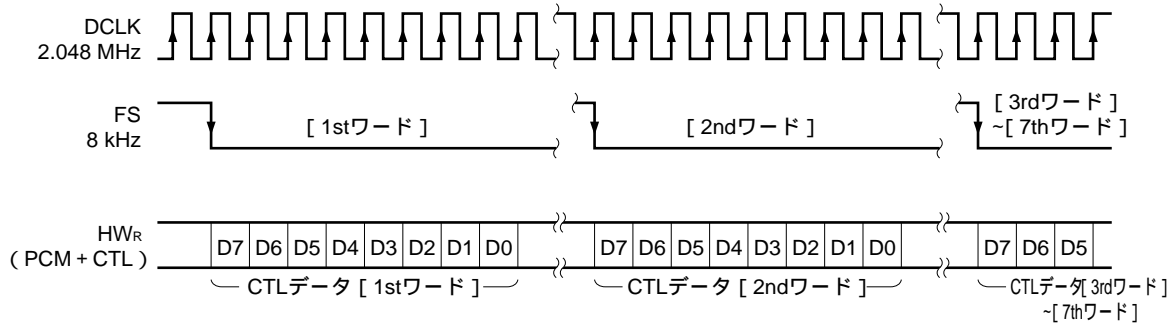 DCLK
2.048 MHz
FS
8 kHz
[ 1stワード ]
[ 2ndワード ]
[ 3rdワード ]
~[ 7thワード ]
HWR
( PCM + CTL )
D7 D6 D5 D4 D3 D2 D1 D0
D7 D6 D5 D4 D3 D2 D1 D0
D7 D6 D5
CTLデータ [ 1stワード ]
CTLデータ [ 2ndワード ]
CTLデータ[ 3rdワード ]
~[ 7thワード ]